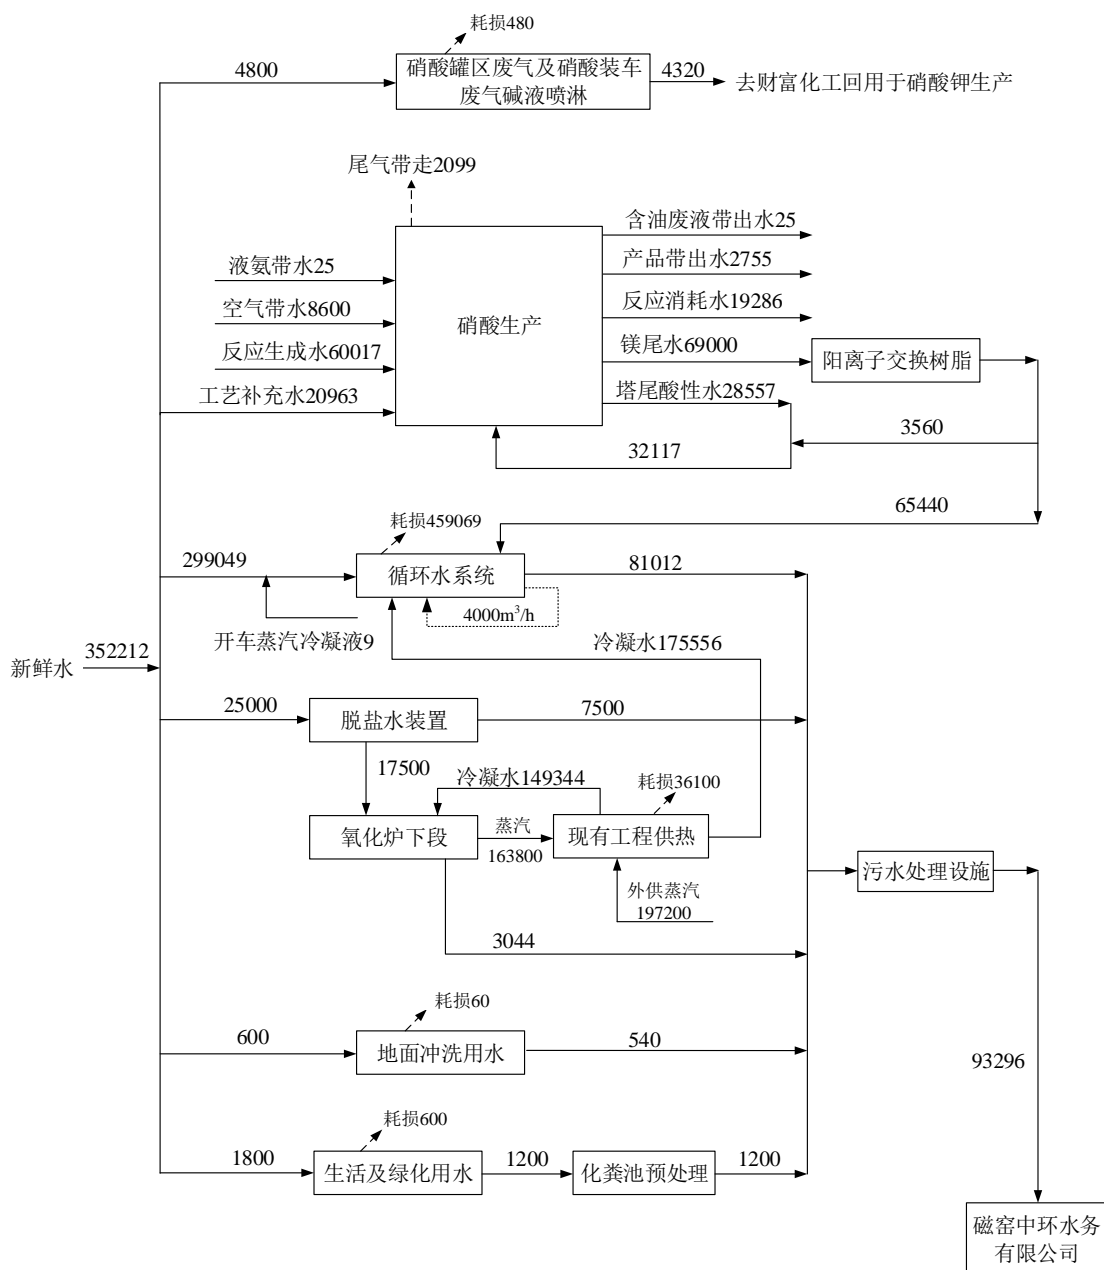 耗损480
4800
硝酸罐区废气及硝酸装车
废气碱液喷淋
4320
去财富化工回用于硝酸钾生产
尾气带走2099
含油废液带出水25
液氨带水25
产品带出水2755
空气带水8600
反应消耗水19286
硝酸生产
反应生成水60017
镁尾水69000
阳离子交换树脂
工艺补充水20963
塔尾酸性水28557
3560
32117
65440
耗损459069
299049
循环水系统
81012
4000m³/h
开车蒸汽冷凝液9
冷凝水175556
新鲜水
352212
25000
脱盐水装置
7500
17500
冷凝水149344
耗损36100
氧化炉下段
蒸汽
163800
现有工程供热
污水处理设施
外供蒸汽
197200
3044
耗损60
600
地面冲洗用水
540
93296
耗损600
1800
生活及绿化用水
1200
化粪池预处理
1200
磁窑中环水务
有限公司